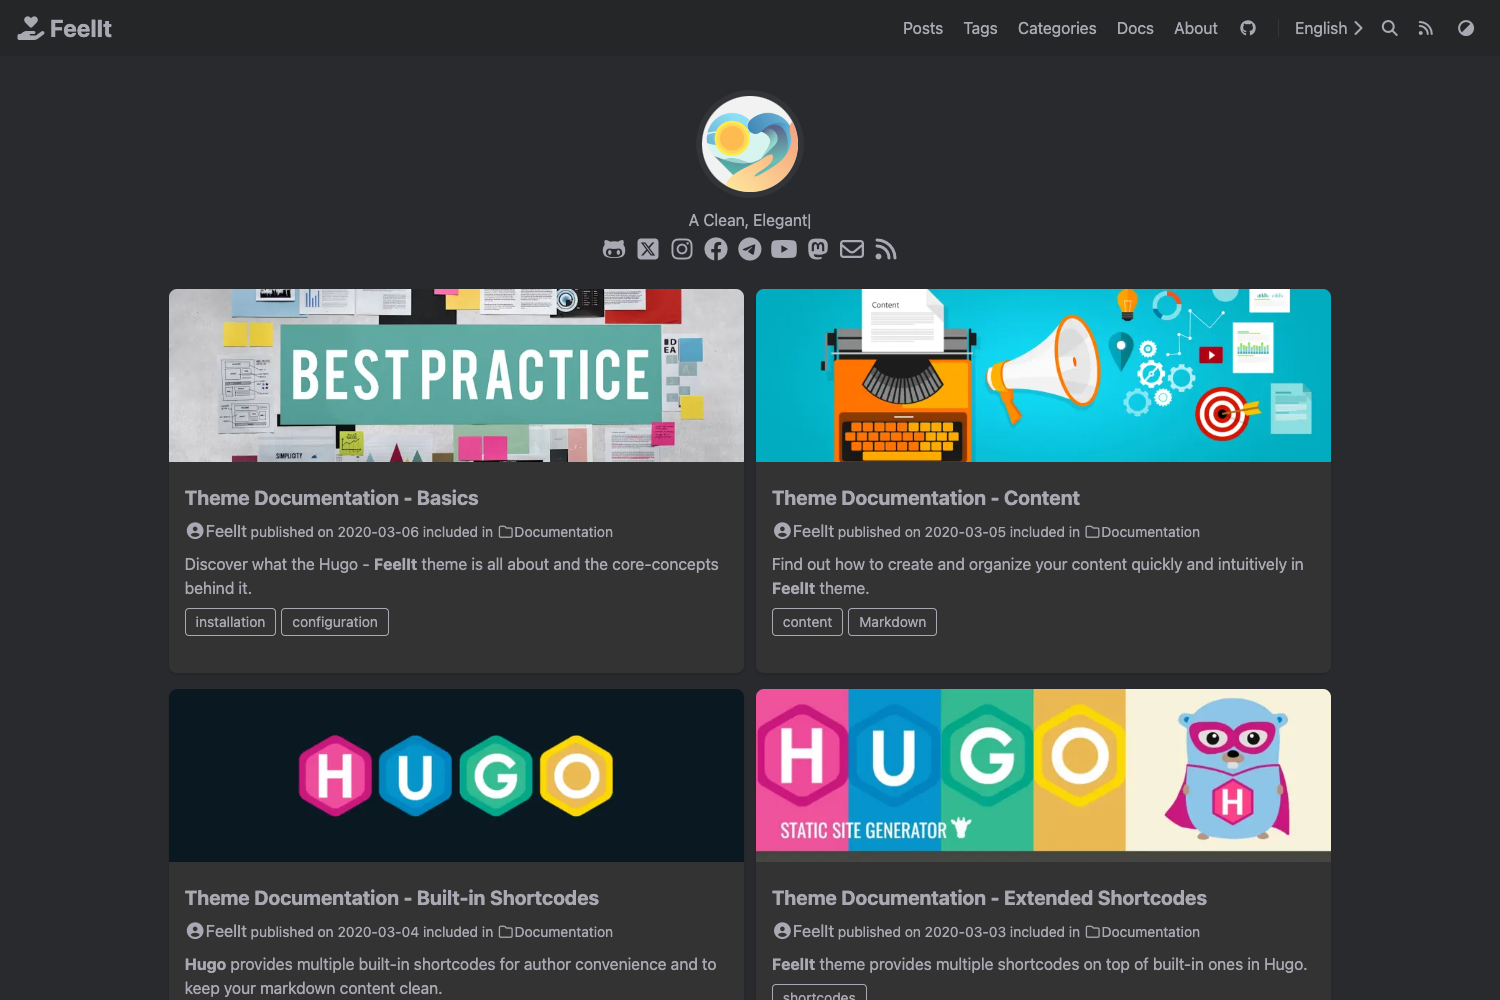 FeelIt
Posts Tags Categories Docs About English
A Clean, Elegant|
BEST PRACTICE
SIMPLICITY
Content
Theme Documentation - Basics
FeelIt published on 2020-03-06 included in Documentation
Discover what the Hugo - FeelIt theme is all about and the core-concepts
behind it.
installation configuration
Theme Documentation - Content
FeelIt published on 2020-03-05 included in Documentation
Find out how to create and organize your content quickly and intuitively in
FeelIt theme.
content Markdown
HUGO
HUGO
STATIC SITE GENERATOR
H
Theme Documentation - Built-in Shortcodes
FeelIt published on 2020-03-04 included in Documentation
Hugo provides multiple built-in shortcodes for author convenience and to
keep your markdown content clean.
Theme Documentation - Extended Shortcodes
FeelIt published on 2020-03-03 included in Documentation
FeelIt theme provides multiple shortcodes on top of built-in ones in Hugo.
shortcodes